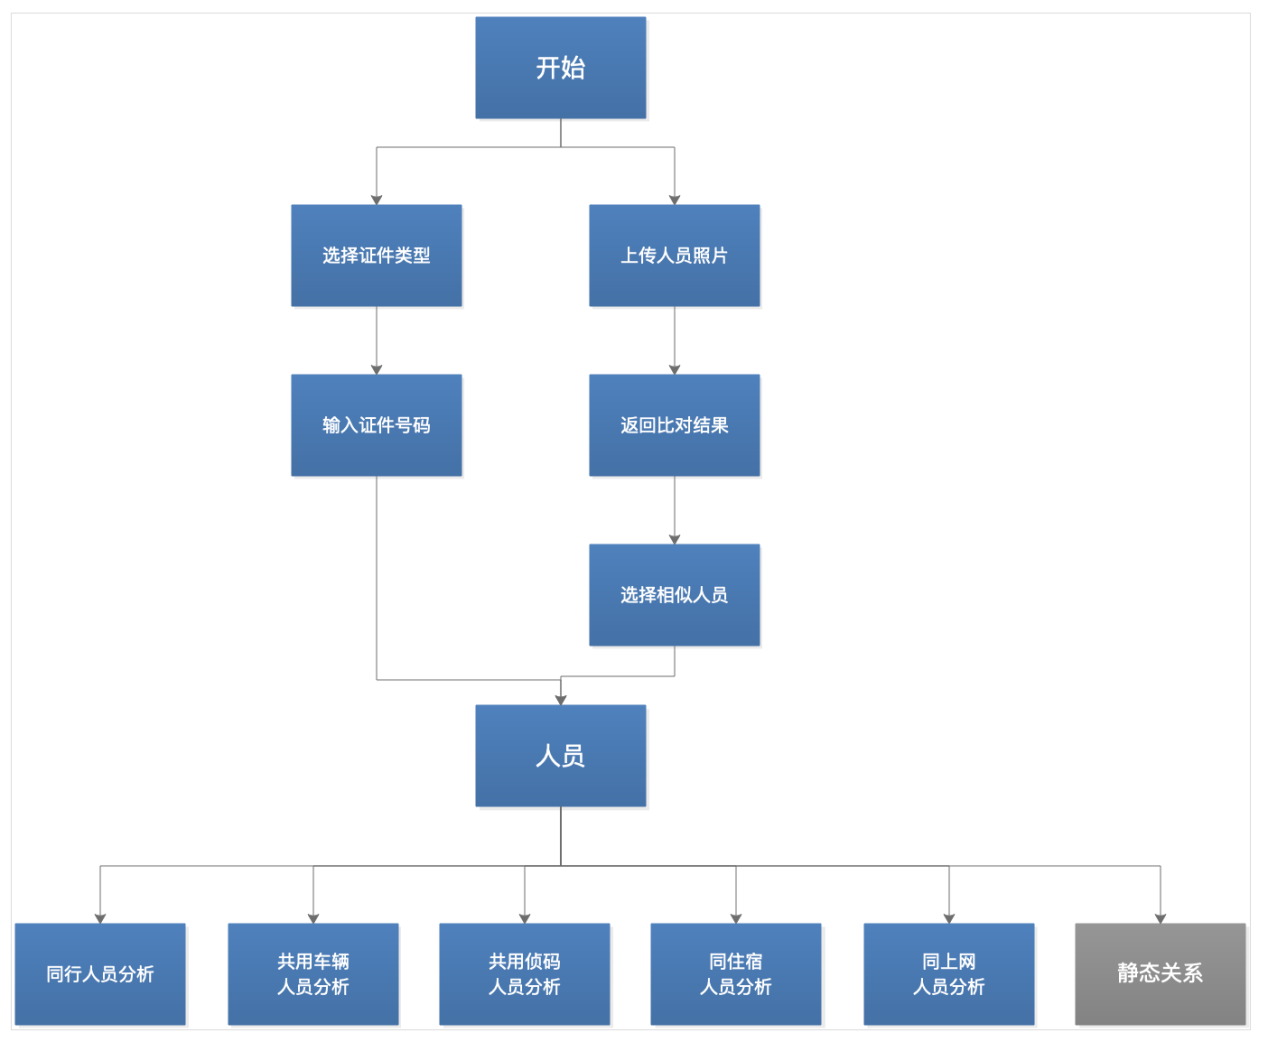 开始
选择证件类型
上传人员照片
输入证件号码
返回比对结果
选择相似人员
人员
同行人员分析
共用车辆
人员分析
共用侦码
人员分析
同住宿
人员分析
同上网
人员分析
静态关系